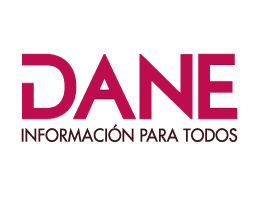 DANE
INFORMACIÓN PARA TODOS